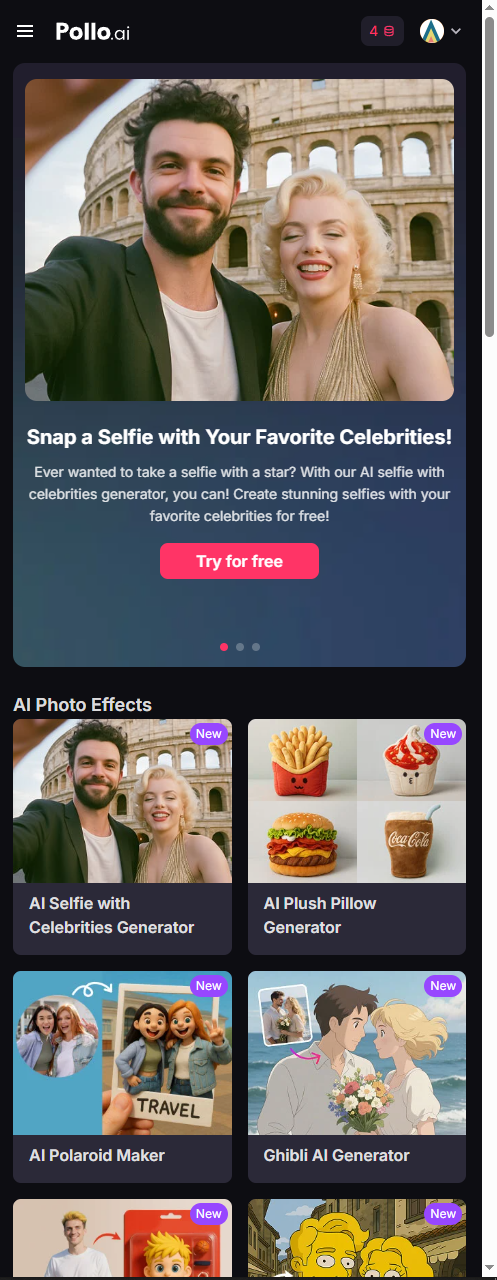 Pollo.ai
4
Snap a Selfie with Your Favorite Celebrities!
Ever wanted to take a selfie with a star? With our AI selfie with
celebrities generator, you can! Create stunning selfies with your
favorite celebrities for free!
Try for free
AI Photo Effects
New
New
Coca-Cola
AI Selfie with
Celebrities Generator
AI Plush Pillow
Generator
New
New
TRAVEL
AI Polaroid Maker
Ghibli AI Generator
New
New